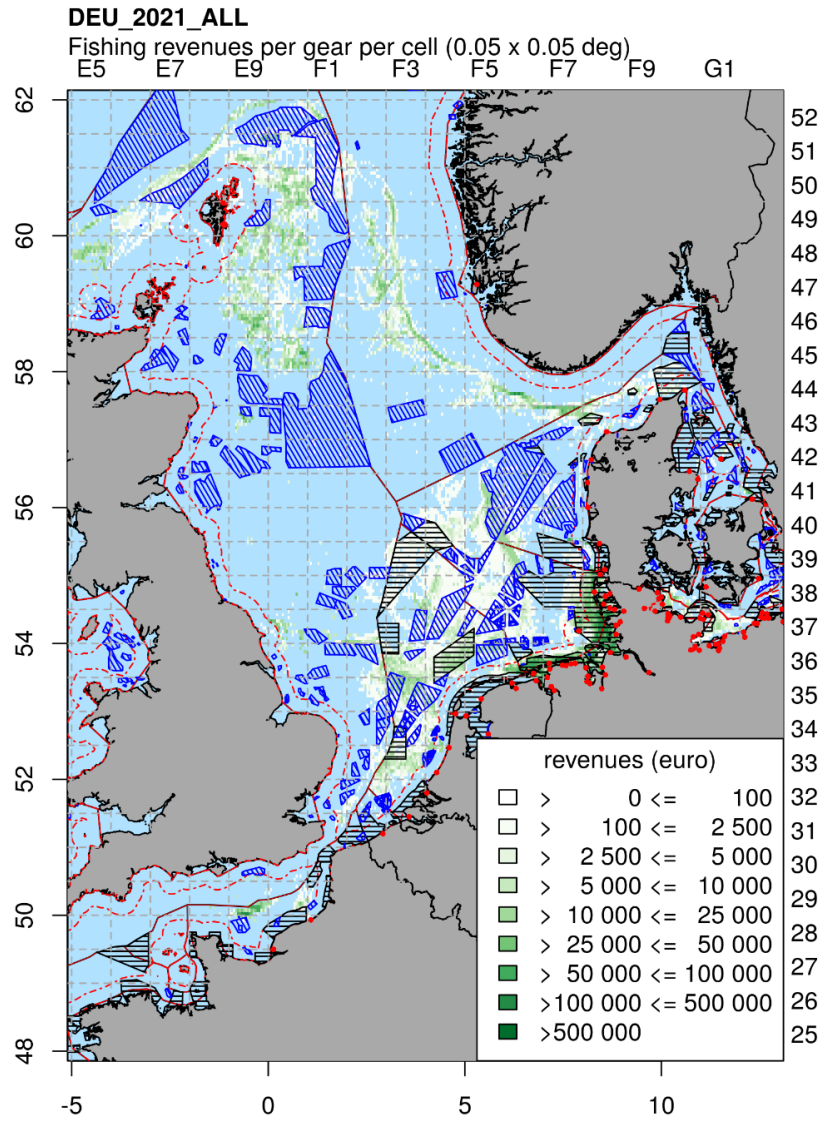 DEU_2021_ALL
Fishing revenues per gear per cell (0.05 x 0.05 deg)
E5 E7 E9 F1 F3 F5 F7 F9 G1
62
60
58
56
54
52
50
48
52
51
50
49
48
47
46
45
44
43
42
41
40
39
38
37
36
35
34
33
32
31
30
29
28
27
26
25
revenues (euro)
> 0 <= 100
> 100 <= 2 500
> 2 500 <= 5 000
> 5 000 <= 10 000
> 10 000 <= 25 000
> 25 000 <= 50 000
> 50 000 <= 100 000
>100 000 <= 500 000
>500 000
-5 0 5 10